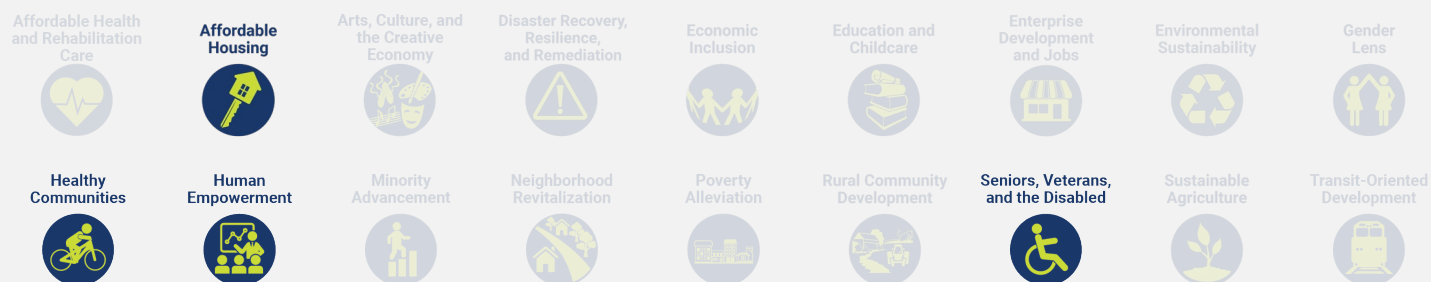 Affordable Health
and Rehabilitation
Care
Affordable
Housing
Arts, Culture, and
the Creative
Economy
Disaster Recovery,
Resilience,
and Remediation
Economic
Inclusion
Education and
Childcare
Enterprise
Development
and Jobs
Environmental
Sustainability
Gender
Lens
Healthy
Communities
Human
Empowerment
Minority
Advancement
Neighborhood
Revitalization
Poverty
Alleviation
Rural Community
Development
Seniors, Veterans,
and the Disabled
Sustainable
Agriculture
Transit-Oriented
Development